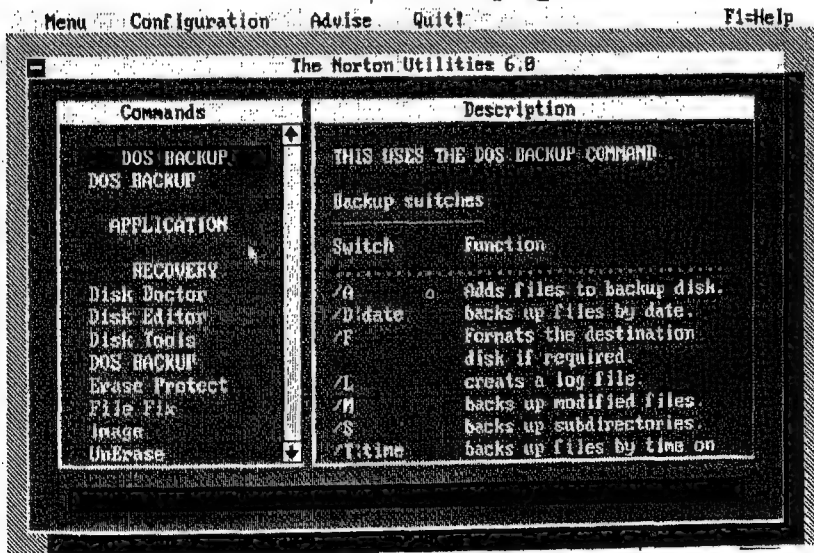 Menu Configuration Advise Quit! F1=Help
The Norton Utilities 6.0
Commands
DOS BACKUP
DOS BACKUP
APPLICATION
RECOVERY
Disk Doctor
Disk Editor
Disk Tools
DOS BACKUP
Erase Protect
File Fix
Image
UnErase
Description
THIS USES THE DOS BACKUP COMMAND
Backup switches
Switch Function
/A Adds files to backup disk.
/D:date backs up files by date.
/F Formats the destination
disk if required.
/L creats a log file.
/M backs up modified files.
/S backs up subdirectories.
/T:time backs up files by time on